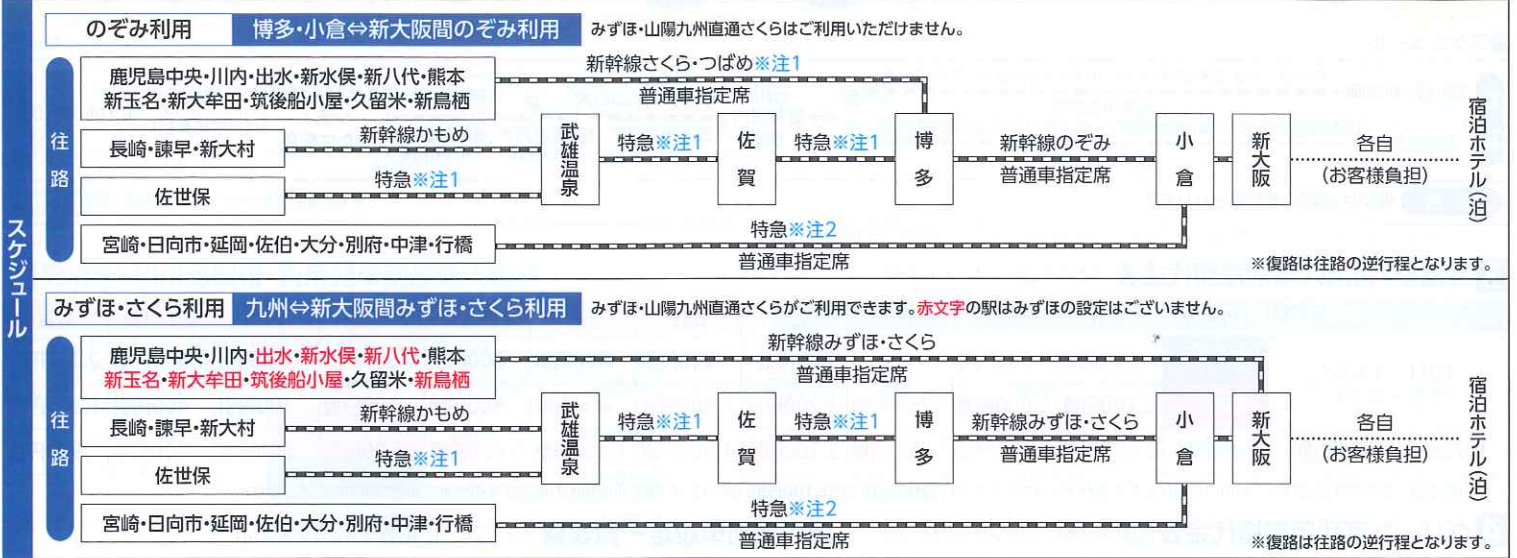 スケジュール
のぞみ利用 博多・小倉⇔新大阪間のぞみ利用 みずほ・山陽九州直通さくらはご利用いただけません。
往路
鹿児島中央・川内・出水・新水俣・新八代・熊本
新玉名・新大牟田・筑後船小屋・久留米・新鳥栖
新幹線さくら・つばめ※注1
普通車指定席
長崎・諫早・新大村
新幹線かもめ
佐世保
特急※注1
武雄温泉
特急※注1
佐賀
特急※注1
博多
新幹線のぞみ
普通車指定席
小倉
新大阪
各自
(お客様負担)
宿泊ホテル(泊)
宮崎・日向市・延岡・佐伯・大分・別府・中津・行橋
特急※注2
普通車指定席
※復路は往路の逆行程となります。
みずほ・さくら利用 九州⇔新大阪間みずほ・さくら利用 みずほ・山陽九州直通さくらがご利用できます。赤文字の駅はみずほの設定はございません。
往路
鹿児島中央・川内・出水・新水俣・新八代・熊本
新玉名・新大牟田・筑後船小屋・久留米・新鳥栖
新幹線みずほ・さくら
普通車指定席
長崎・諫早・新大村
新幹線かもめ
佐世保
特急※注1
武雄温泉
特急※注1
佐賀
特急※注1
博多
新幹線みずほ・さくら
普通車指定席
小倉
新大阪
各自
(お客様負担)
宿泊ホテル(泊)
宮崎・日向市・延岡・佐伯・大分・別府・中津・行橋
特急※注2
普通車指定席
※復路は往路の逆行程となります。